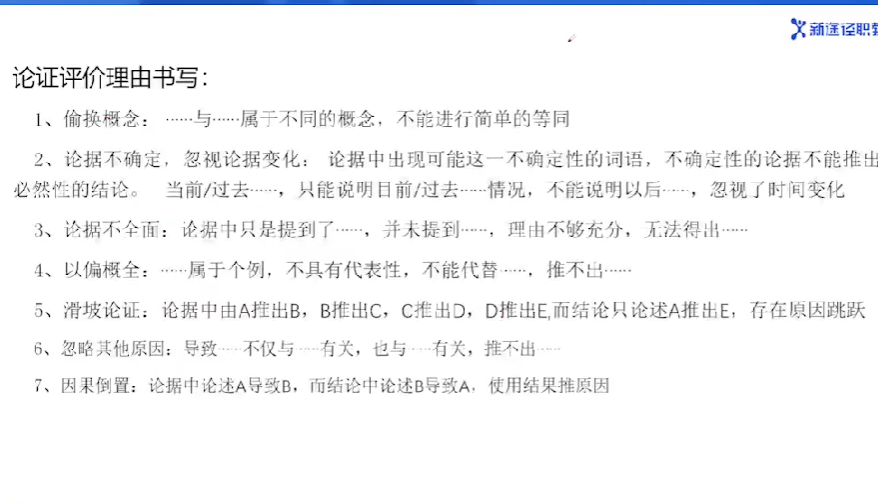 新途径职教
论证评价理由书写：
1、偷换概念： ……与……属于不同的概念，不能进行简单的等同
2、论据不确定，忽视论据变化： 论据中出现可能这一不确定性的词语，不确定性的论据不能推出
必然性的结论。 当前/过去……，只能说明目前/过去……情况，不能说明以后……，忽视了时间变化
3、论据不全面：论据中只是提到了……，并未提到……，理由不够充分，无法得出……
4、以偏概全：……属于个例，不具有代表性，不能代替……，推不出……
5、滑坡论证：论据中由A推出B，B推出C，C推出D，D推出E,而结论只论述A推出E，存在原因跳跃
6、忽略其他原因：导致……不仅与……有关，也与……有关，推不出……
7、因果倒置：论据中论述A导致B，而结论中论述B导致A，使用结果推原因